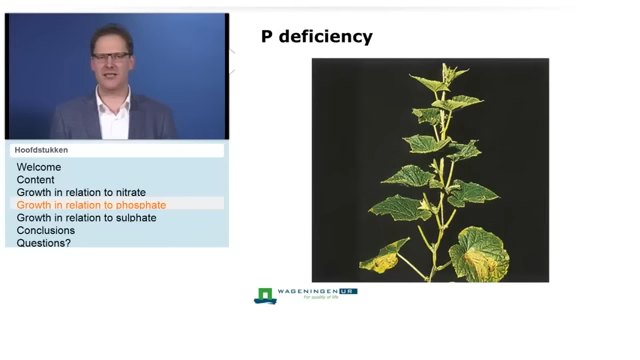 P deficiency
Hoofdstukken
Welcome
Content
Growth in relation to nitrate
Growth in relation to phosphate
Growth in relation to sulphate
Conclusions
Questions?
WAGENINGEN UR
For quality of life